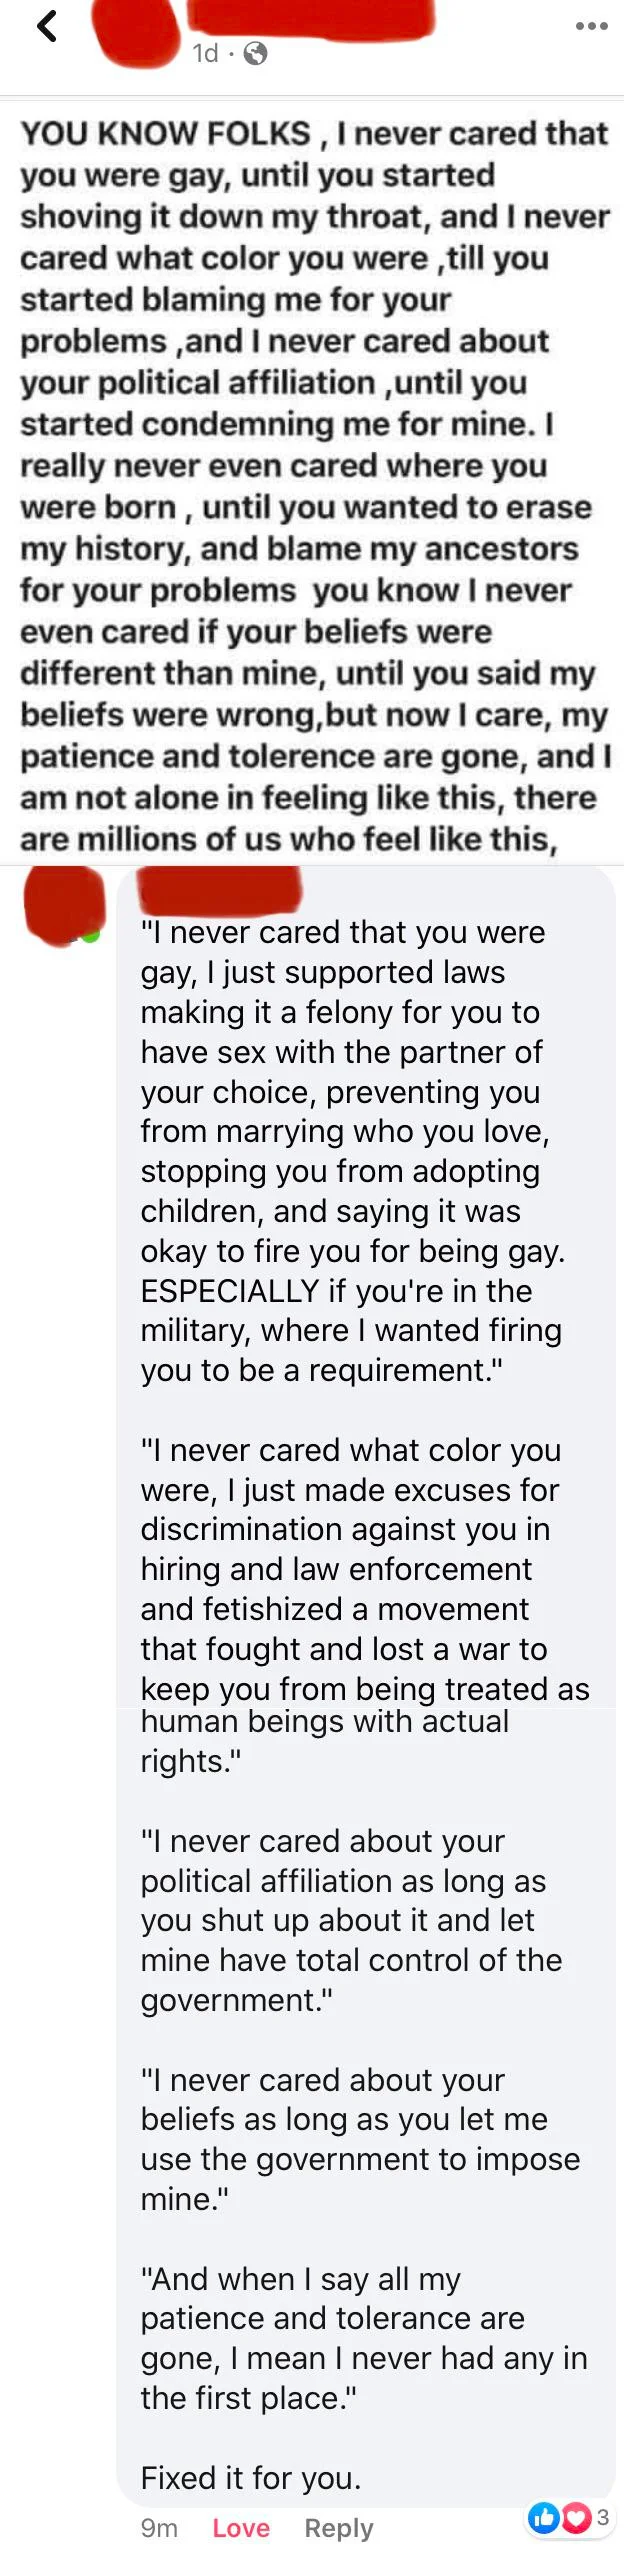 1d ·
YOU KNOW FOLKS , I never cared that
you were gay, until you started
shoving it down my throat, and I never
cared what color you were ,till you
started blaming me for your
problems ,and I never cared about
your political affiliation ,until you
started condemning me for mine. I
really never even cared where you
were born , until you wanted to erase
my history, and blame my ancestors
for your problems  you know I never
even cared if your beliefs were
different than mine, until you said my
beliefs were wrong,but now I care, my
patience and tolerence are gone, and I
am not alone in feeling like this, there
are millions of us who feel like this,
"I never cared that you were
gay, I just supported laws
making it a felony for you to
have sex with the partner of
your choice, preventing you
from marrying who you love,
stopping you from adopting
children, and saying it was
okay to fire you for being gay.
ESPECIALLY if you're in the
military, where I wanted firing
you to be a requirement."
"I never cared what color you
were, I just made excuses for
discrimination against you in
hiring and law enforcement
and fetishized a movement
that fought and lost a war to
keep you from being treated as
human beings with actual
rights."
"I never cared about your
political affiliation as long as
you shut up about it and let
mine have total control of the
government."
"I never cared about your
beliefs as long as you let me
use the government to impose
mine."
"And when I say all my
patience and tolerance are
gone, I mean I never had any in
the first place."
Fixed it for you.
9m Love Reply 3